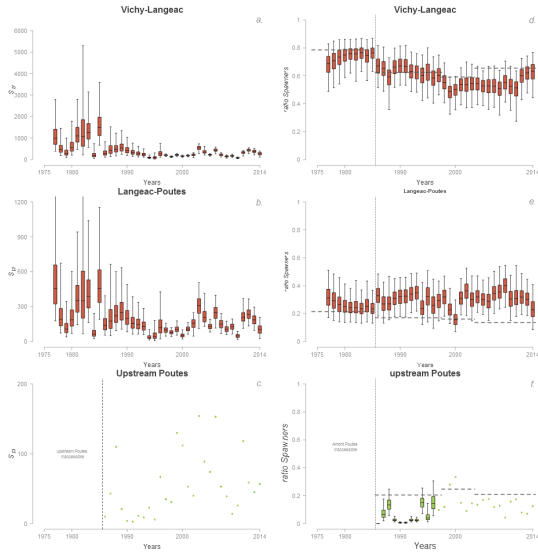 Vichy-Langeac
a.
6000
5000
4000
3000
2000
1000
0
1975
1980
1990
2000
2014
Years
Vichy-Langeac
d.
ratio Spawners
1
0.8
0.6
0.4
0.2
0
1975
1990
2000
2014
Years
Langeac-Poutes
b.
1200
900
600
300
0
1975
1980
1990
2000
2014
Years
Langeac-Poutes
e.
ratio Spawners
1
0.8
0.6
0.4
0.2
0
1975
1990
2000
2014
Years
Upstream Poutes
c.
200
100
0
upstream Poutes
inaccessible
1975
1980
1990
2000
2014
Years
upstream Poutes
f.
ratio Spawners
1
0.8
0.6
0.4
0.2
0
Amont Poutes
inaccessible
1975
1990
2000
2014
Years